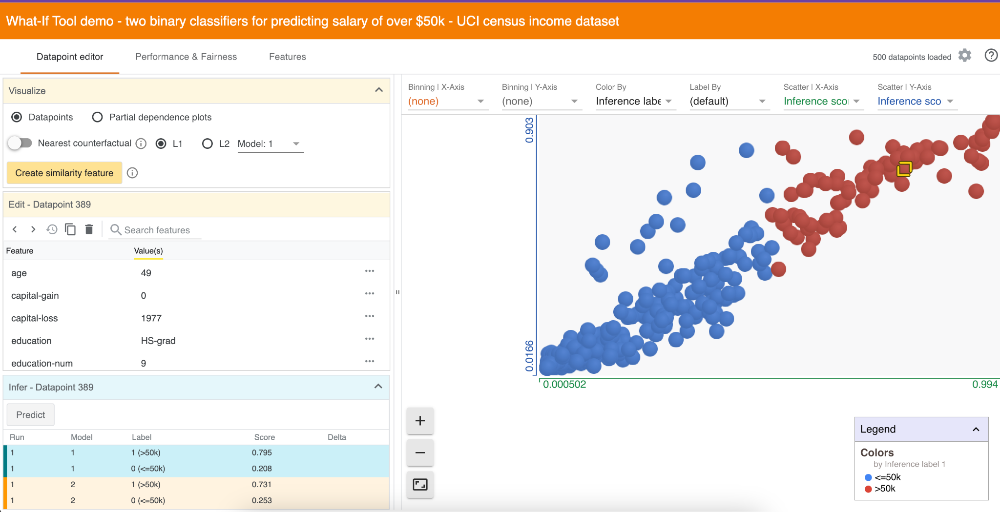 What-If Tool demo - two binary classifiers for predicting salary of over $50k - UCI census income dataset
Datapoint editor Performance & Fairness Features 500 datapoints loaded
Visualize
Datapoints Partial dependence plots
Nearest counterfactual L1 L2 Model: 1
Create similarity feature
Edit - Datapoint 389
Search features
Feature Value(s)
age 49
capital-gain 0
capital-loss 1977
education HS-grad
education-num 9
Infer - Datapoint 389
Predict
Run Model Label Score Delta
1 1 1 (>50k) 0.795
1 1 0 (<=50k) 0.208
1 2 1 (>50k) 0.731
1 2 0 (<=50k) 0.253
Binning | X-Axis Binning | Y-Axis Color By Label By Scatter | X-Axis Scatter | Y-Axis
(none) (none) Inference labe (default) Inference sco Inference sco
0.903
0.0166
0.000502 0.994
Legend
Colors
by Inference label 1
<=50k
>50k